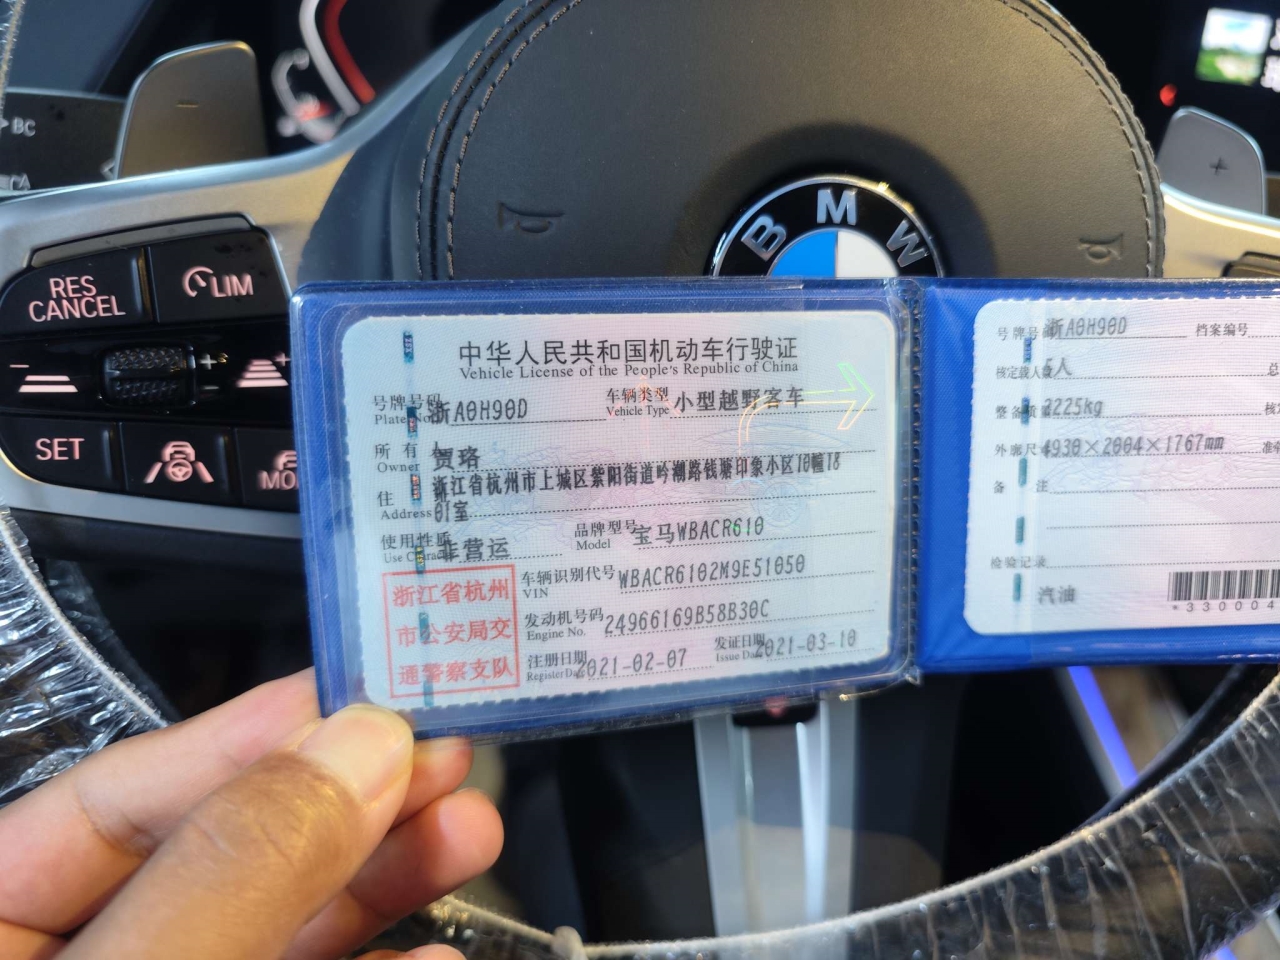 BC
B M W
RES
CANCEL
LIM
SET
中华人民共和国机动车行驶证
Vehicle License of the People's Republic of China
号牌号码 浙A0H90D 车辆类型 小型越野客车
Plate No. Vehicle Type
所有人 贾珞
Owner
住 浙江省杭州市上城区紫阳街道吟潮路钱塘印象小区10幢18
Address 01室
使用性质 非营运 品牌型号 宝马WBACR610
Model
浙江省杭州
市公安局交
通警察支队
车辆识别代号 WBACR6102M9E51050
VIN
发动机号码 24966169B58B30C
Engine No.
注册日期 2021-02-07 发证日期 2021-03-10
Register Date Issue Date
号牌号 浙A0H90D 档案编号
核定载人数 5人 总
整备质量 2225kg 核
外廓尺寸 4930×2004×1767mm 准
备 注
检验记录
汽油
*33000